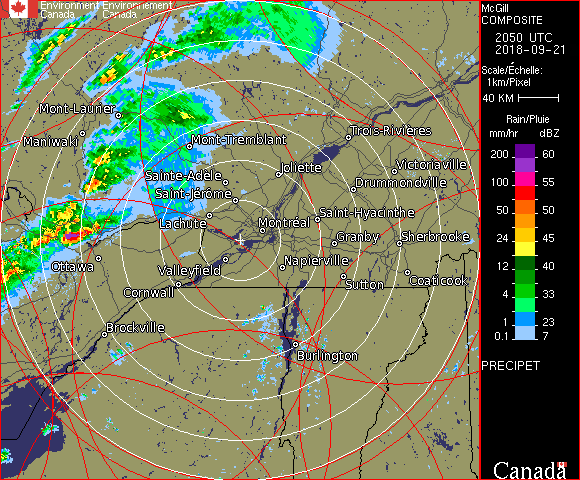 Environment Environnement
Canada Canada
Mont-Laurier
Maniwaki
Mont-Tremblant
Trois-Rivières
Joliette
Victoriaville
Sainte-Adèle
Drummondville
Saint-Jérôme
Lachute
Montréal
Saint-Hyacinthe
Granby
Sherbrooke
Ottawa
Valleyfield
Napierville
Cornwall
Sutton
Coaticook
Brockville
Burlington
McGill
COMPOSITE
2050 UTC
2018-09-21
Scale/Échelle:
1km/Pixel
40 KM
Rain/Pluie
mm/hr dBZ
200 60
100 55
50 50
24 45
12 40
4 33
1 23
0.1 7
PRECIPET
Canada